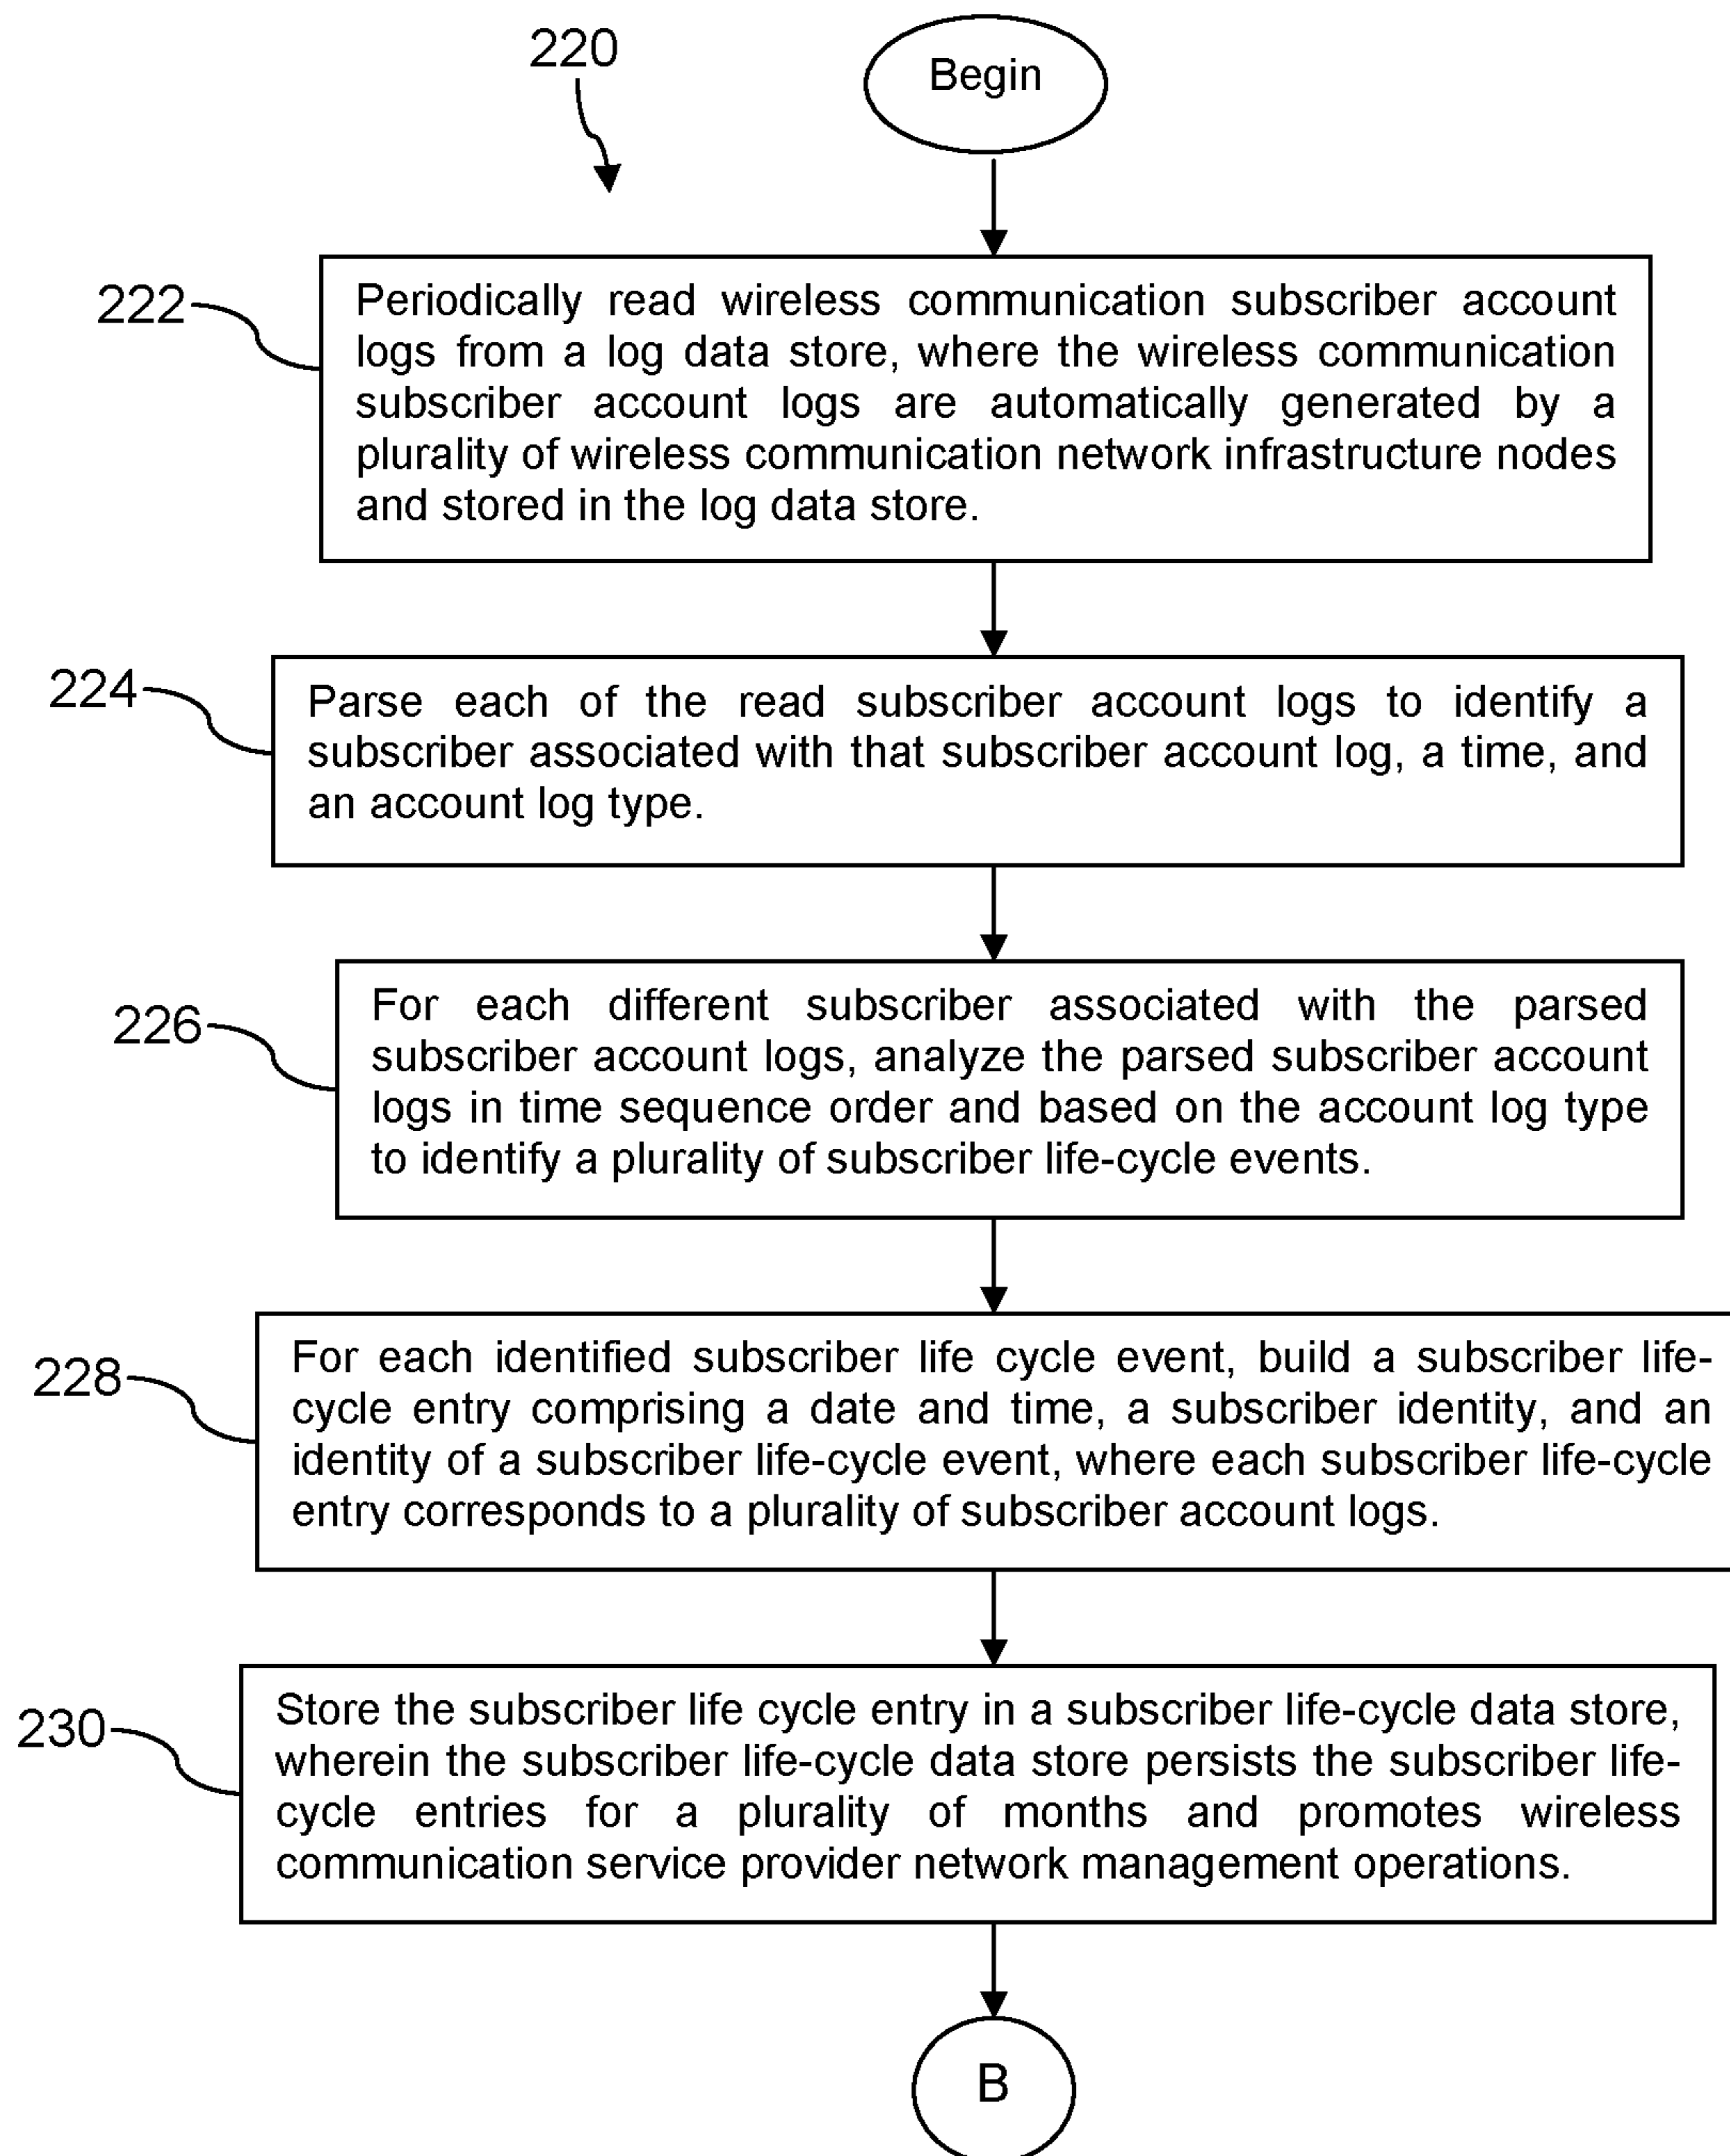 220
Begin
222
Periodically read wireless communication subscriber account
logs from a log data store, where the wireless communication
subscriber account logs are automatically generated by a
plurality of wireless communication network infrastructure nodes
and stored in the log data store.
224
Parse each of the read subscriber account logs to identify a
subscriber associated with that subscriber account log, a time, and
an account log type.
226
For each different subscriber associated with the parsed
subscriber account logs, analyze the parsed subscriber account
logs in time sequence order and based on the account log type
to identify a plurality of subscriber life-cycle events.
228
For each identified subscriber life cycle event, build a subscriber life-
cycle entry comprising a date and time, a subscriber identity, and an
identity of a subscriber life-cycle event, where each subscriber life-cycle
entry corresponds to a plurality of subscriber account logs.
230
Store the subscriber life cycle entry in a subscriber life-cycle data store,
wherein the subscriber life-cycle data store persists the subscriber life-
cycle entries for a plurality of months and promotes wireless
communication service provider network management operations.
B